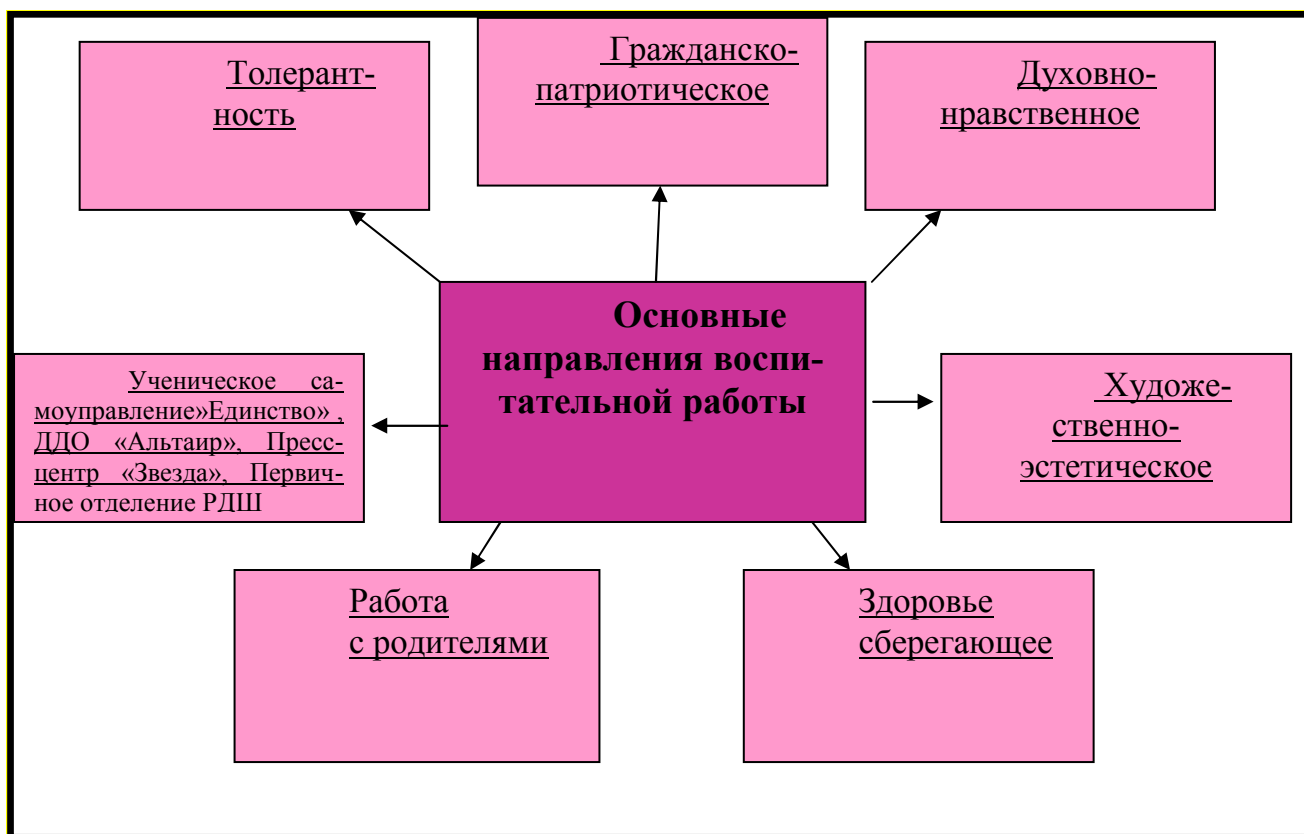 Толерант-
ность
Гражданско-
патриотическое
Духовно-
нравственное
Основные
направления воспи-
тательной работы
Ученическое са-
моуправление»Единство» ,
ДДО «Альтаир», Пресс-
центр «Звезда», Первич-
ное отделение РДШ
Художе-
ственно-
эстетическое
Работа
с родителями
Здоровье
сберегающее